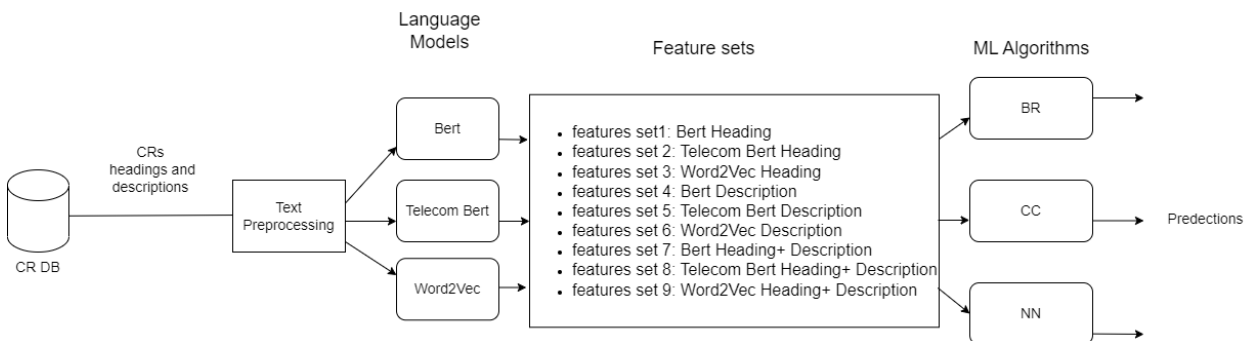 Language
Models
Feature sets
ML Algorithms
CRs
headings and
descriptions
CR DB
Text
Preprocessing
Bert
Telecom Bert
Word2Vec
• features set1: Bert Heading
• features set 2: Telecom Bert Heading
• features set 3: Word2Vec Heading
• features set 4: Bert Description
• features set 5: Telecom Bert Description
• features set 6: Word2Vec Description
• features set 7: Bert Heading+ Description
• features set 8: Telecom Bert Heading+ Description
• features set 9: Word2Vec Heading+ Description
BR
CC
NN
Predections